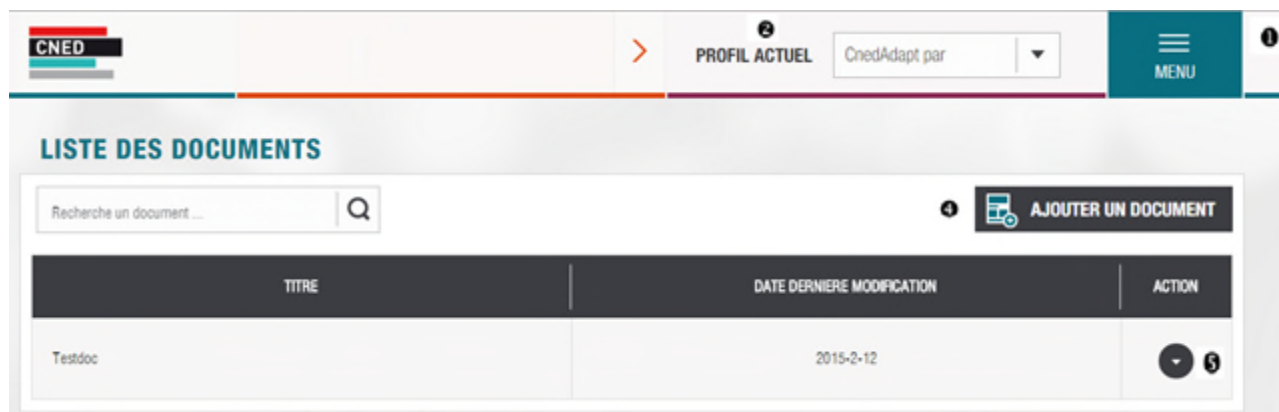 CNED
❷
PROFIL ACTUEL CnedAdapt par
MENU
❶
LISTE DES DOCUMENTS
Recherche un document ...
❹ AJOUTER UN DOCUMENT
TITRE DATE DERNIERE MODIFICATION ACTION
Testdoc 2015-2-12 ❺